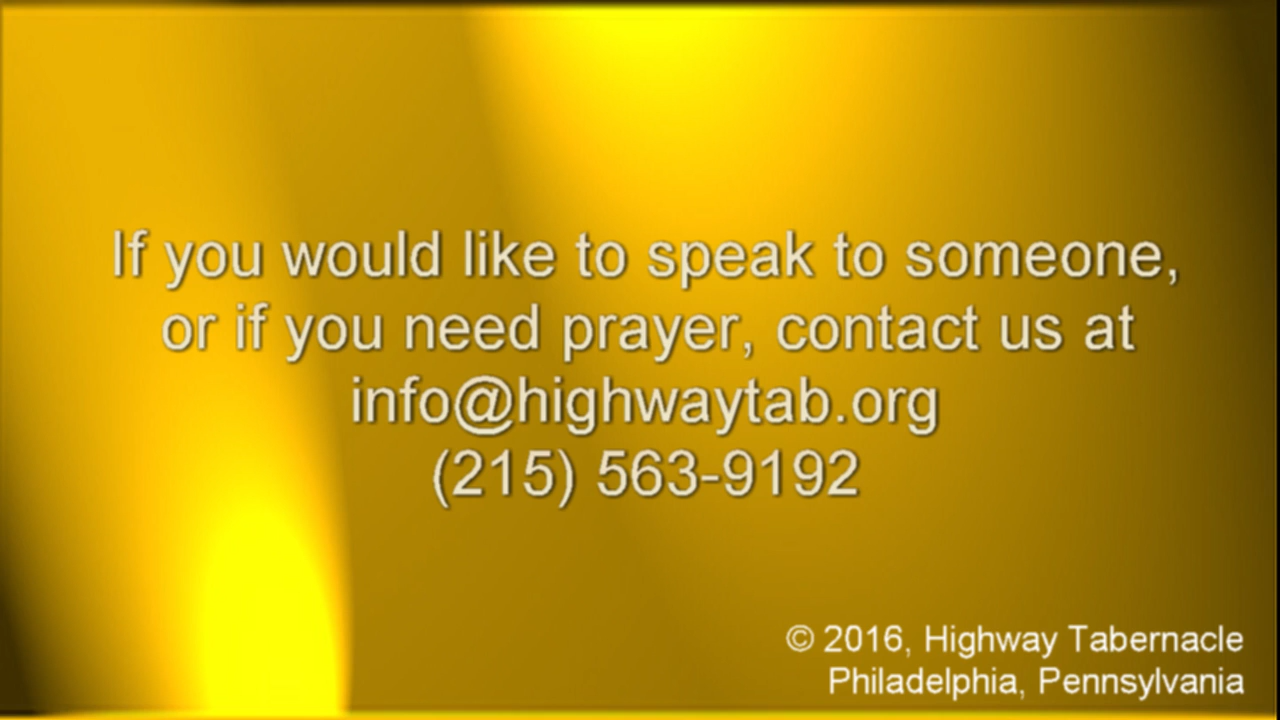 If you would like to speak to someone,
or if you need prayer, contact us at
info@highwaytab.org
(215) 563-9192
© 2016, Highway Tabernacle
Philadelphia, Pennsylvania